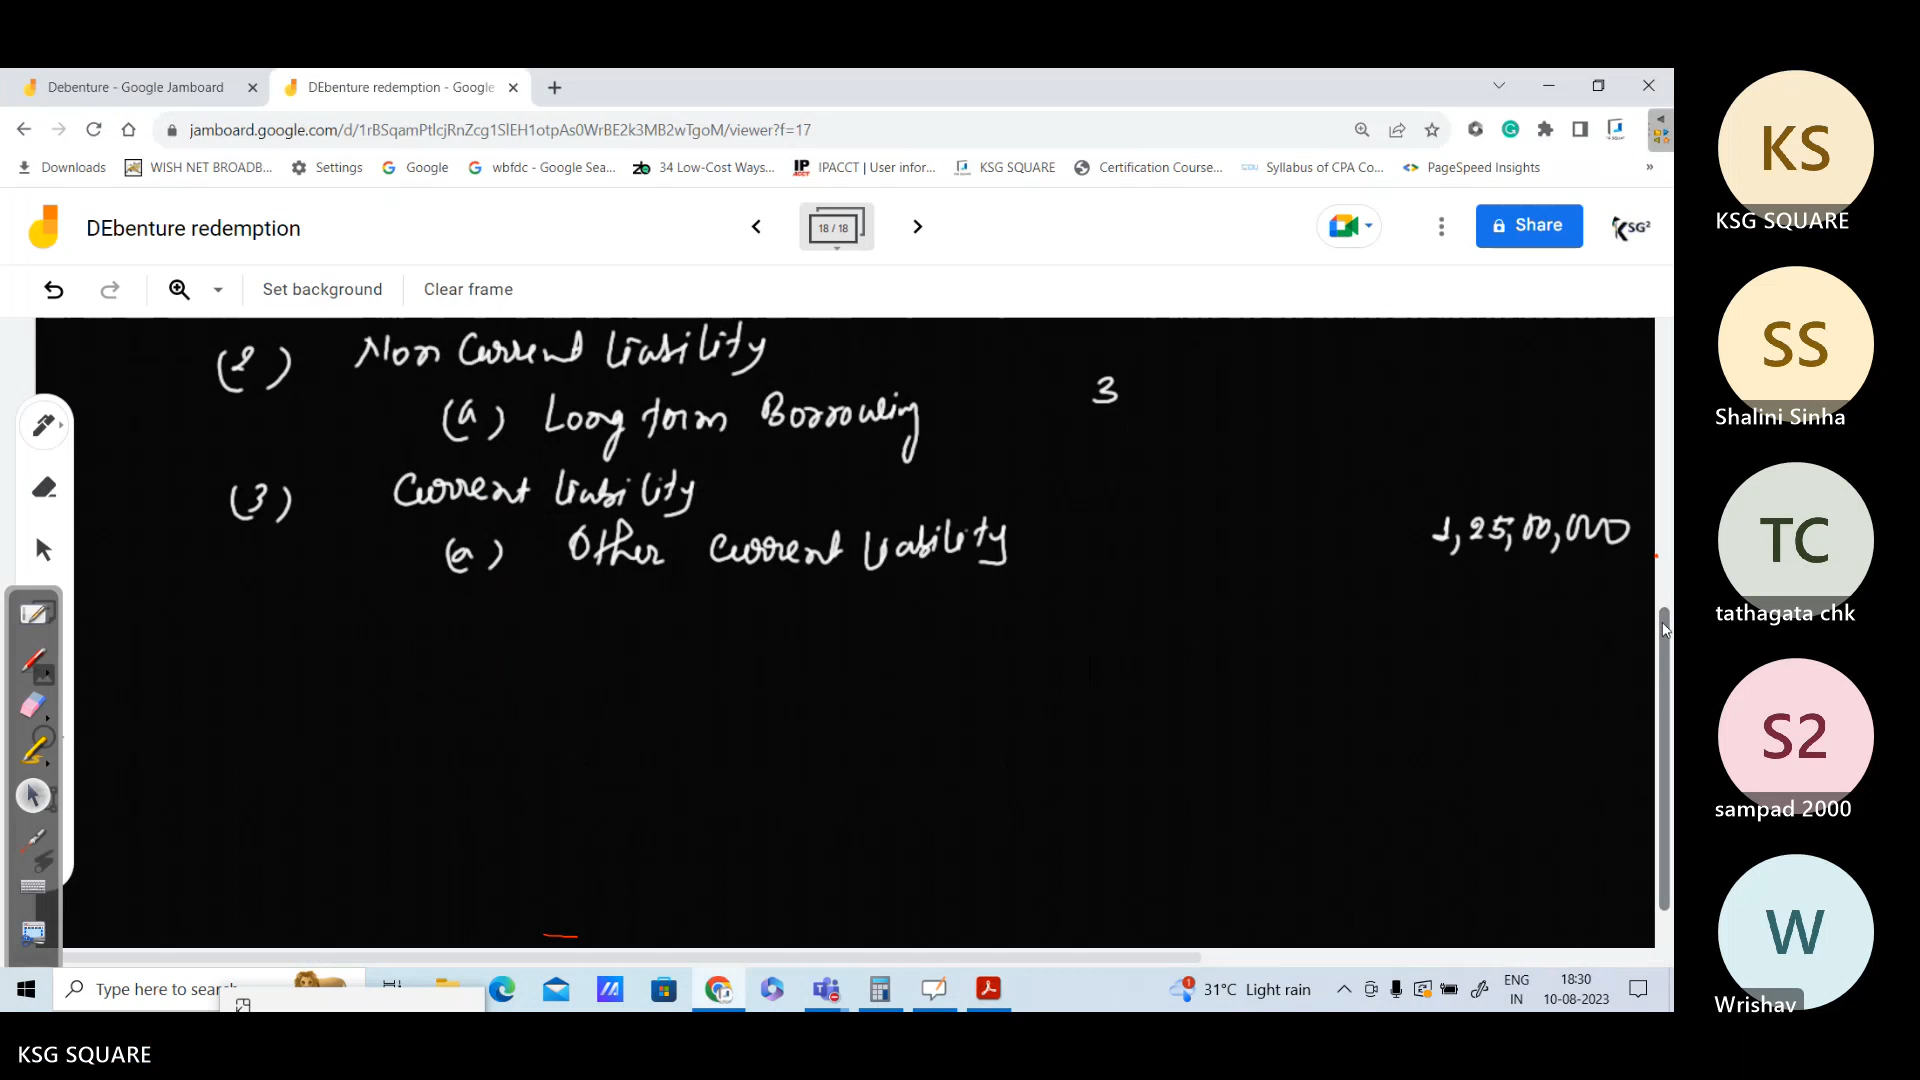 Debenture - Google Jamboard
DEbenture redemption - Google
jamboard.google.com/d/1rBSqamPtlcjRnZcg1SlEH1otpAs0WrBE2k3MB2wTgoM/viewer?f=17
Downloads WISH NET BROADB... Settings Google wbfdc - Google Sea... 34 Low-Cost Ways... IPACCT | User infor... KSG SQUARE Certification Course... Syllabus of CPA Co... PageSpeed Insights »
DEbenture redemption
18 / 18
Share
KSG²
Set background
Clear frame
(2) Non Current Liability
(a) Long term Borrowing 3
(3) Current Liability
(a) Other Current Liability 1,25,00,000
Type here to search
31°C Light rain
ENG
IN
18:30
10-08-2023
KS
KSG SQUARE
SS
Shalini Sinha
TC
tathagata chk
S2
sampad 2000
W
Wrishav
KSG SQUARE